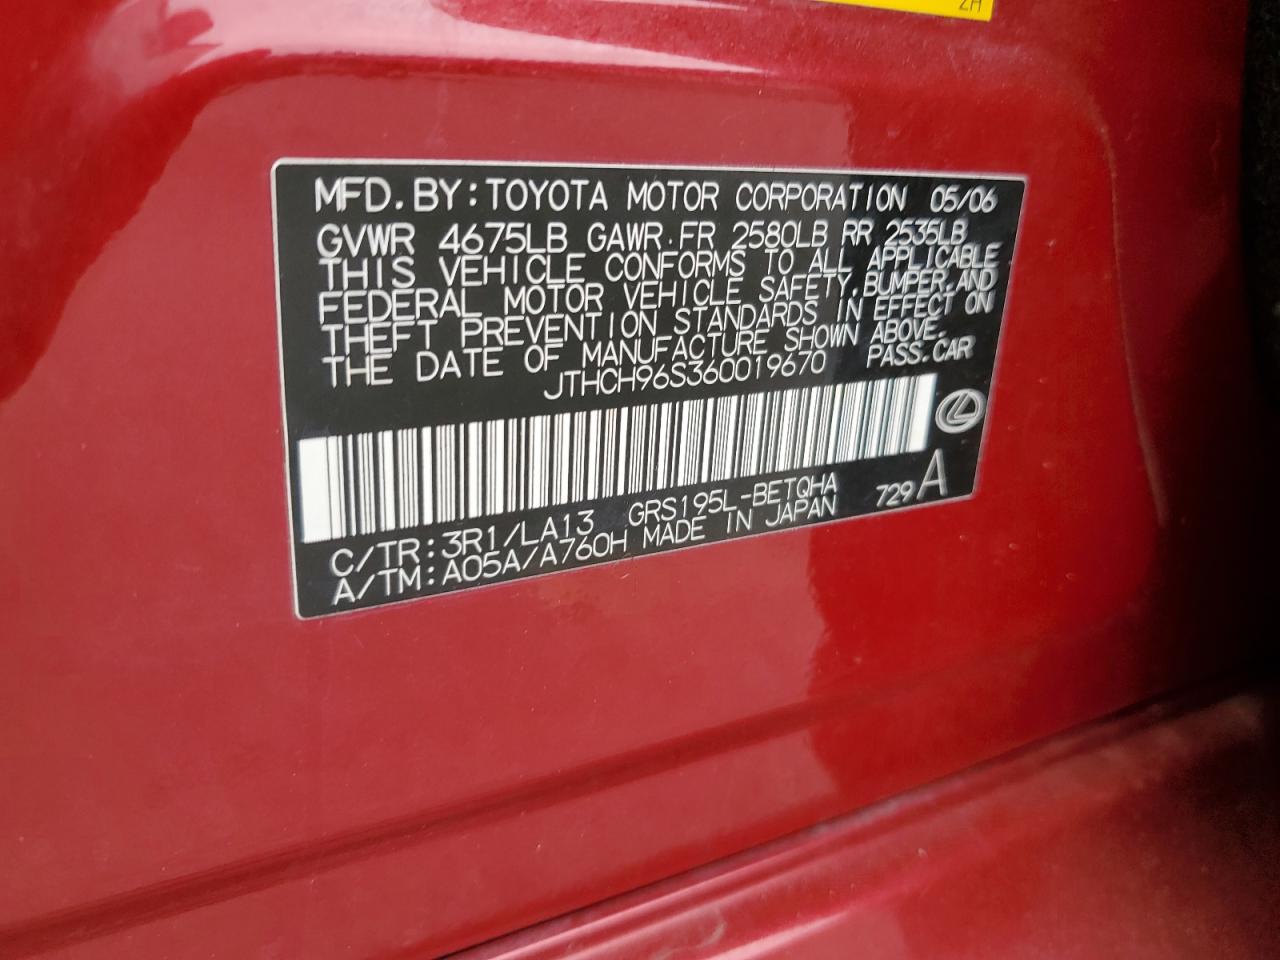 2H
MFD. BY: TOYOTA MOTOR CORPORATION 05/06
GVWR 4675LB GAWR FR 2580LB RR 2535LB
THIS VEHICLE CONFORMS TO ALL APPLICABLE
FEDERAL MOTOR VEHICLE SAFETY, BUMPER, AND
THEFT PREVENTION STANDARDS IN EFFECT ON
THE DATE OF MANUFACTURE SHOWN ABOVE.
JTHCH96S360019670 PASS. CAR
C/TR: 3R1/LA13 GRS195L-BETQHA 729 A
A/TM: A05A/A760H MADE IN JAPAN